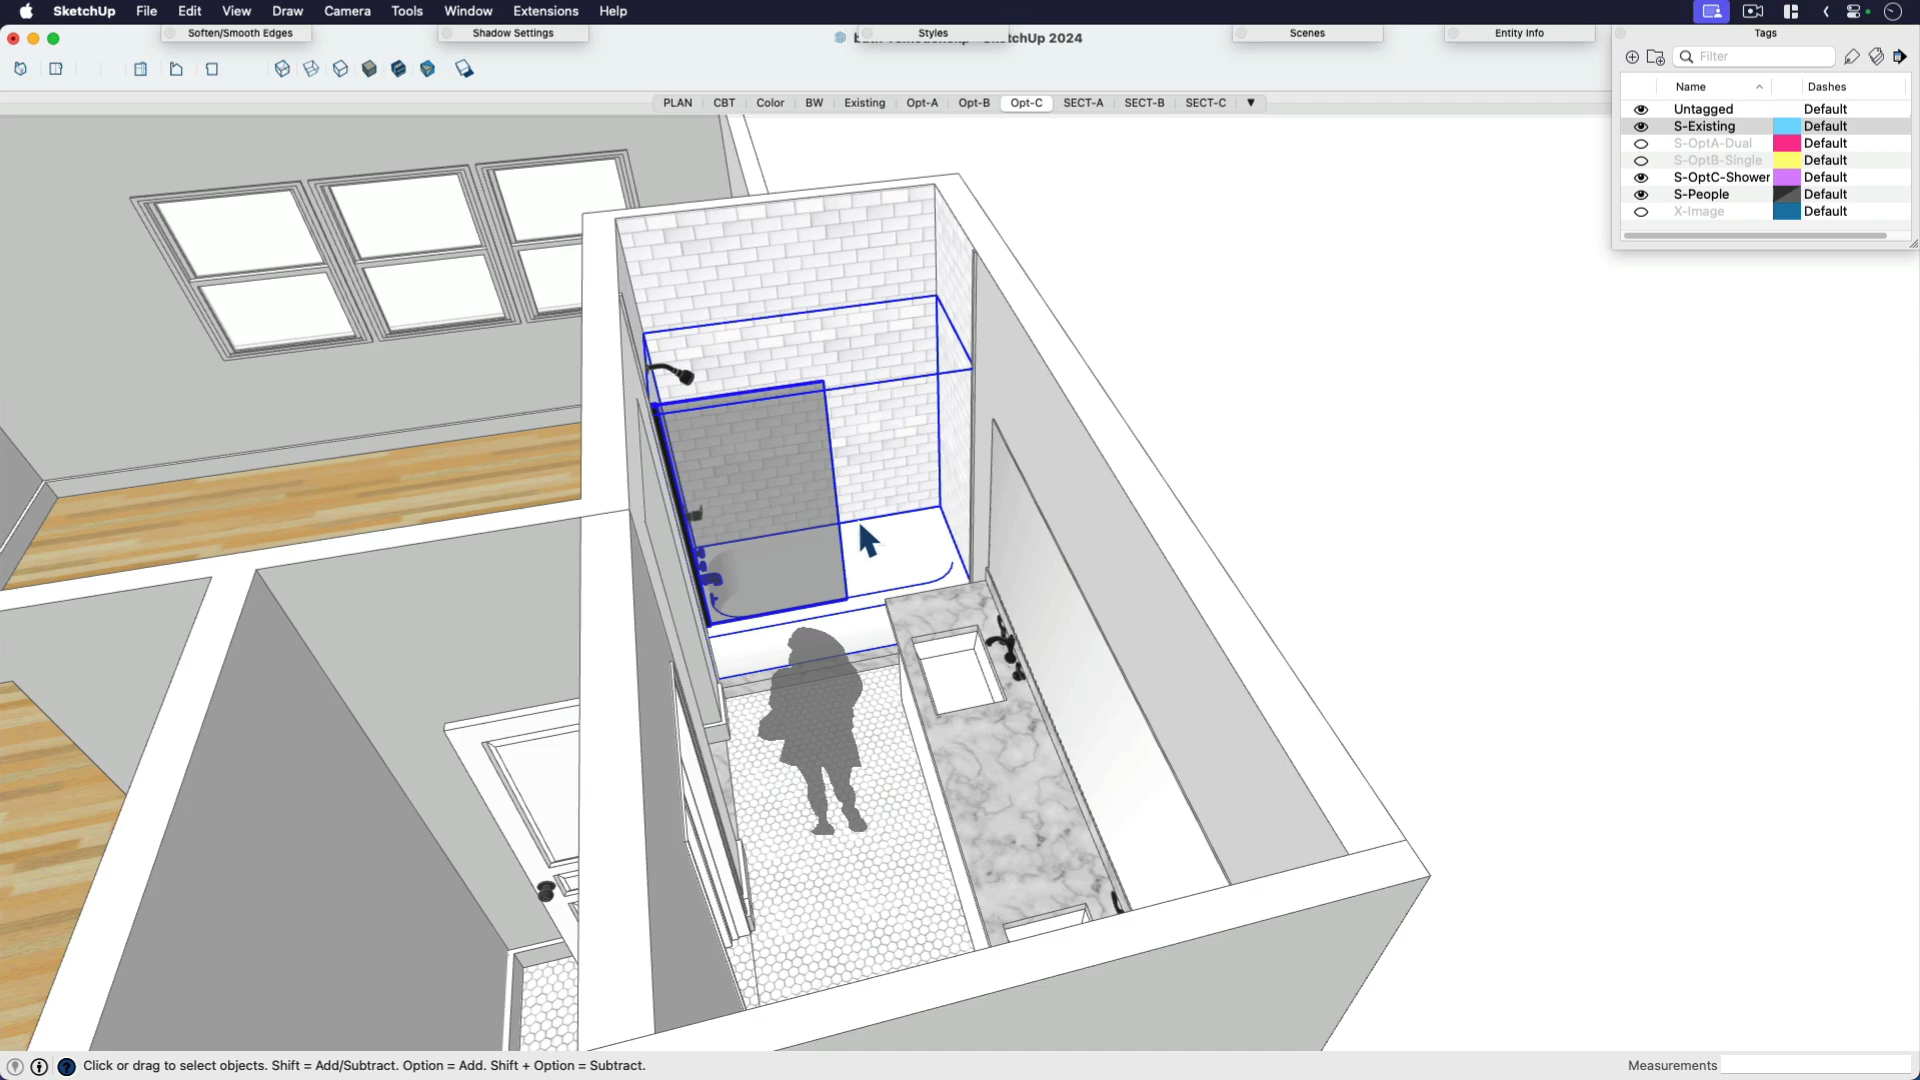 SketchUp File Edit View Draw Camera Tools Window Extensions Help
Soften/Smooth Edges
Shadow Settings
Styles
SketchUp 2024
Scenes
Entity Info
Tags
Filter
Name
Dashes
PLAN CBT Color BW Existing Opt-A Opt-B Opt-C SECT-A SECT-B SECT-C
Untagged Default
S-Existing Default
S-OptA-Dual Default
S-OptB-Single Default
S-OptC-Shower Default
S-People Default
X-Image Default
Click or drag to select objects. Shift = Add/Subtract. Option = Add. Shift + Option = Subtract.
Measurements